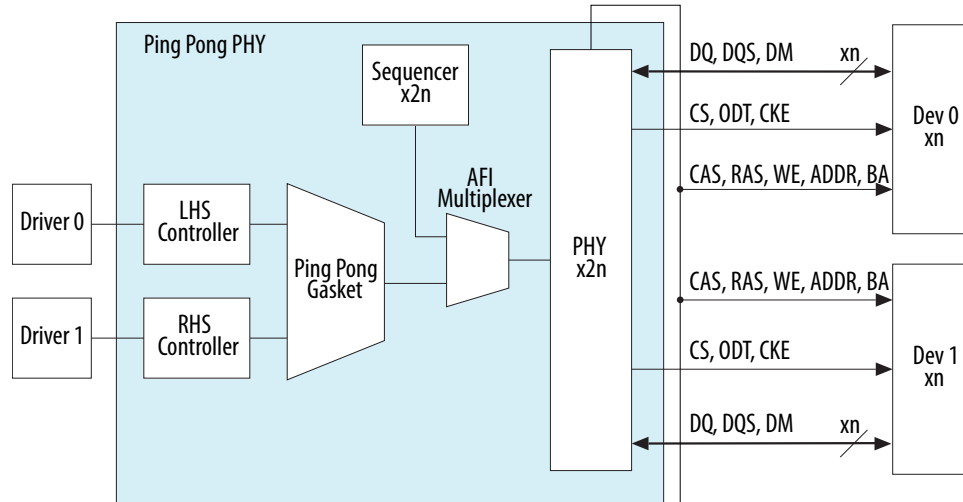 Ping Pong PHY
Sequencer
x2n
DQ, DQS, DM
xn
Dev 0
xn
CS, ODT, CKE
CAS, RAS, WE, ADDR, BA
AFI
Multiplexer
Driver 0
LHS
Controller
Ping Pong
Gasket
PHY
x2n
Driver 1
RHS
Controller
CAS, RAS, WE, ADDR, BA
CS, ODT, CKE
Dev 1
xn
DQ, DQS, DM
xn